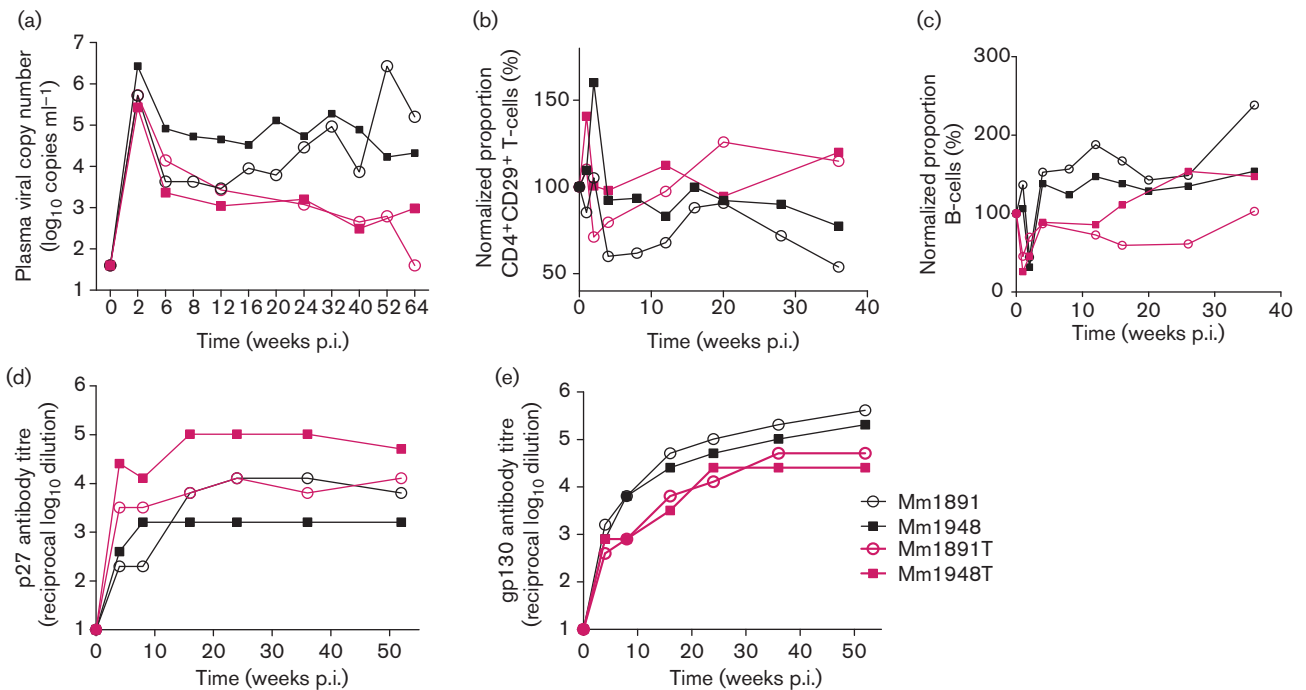 (a)
Plasma viral copy number
(log₁₀ copies ml⁻¹)
7
6
5
4
3
2
1
0 2 6 8 12 16 20 24 32 40 52 64
Time (weeks p.i.)
(b)
Normalized proportion
CD4⁺CD29⁺ T-cells (%)
150
100
50
0 10 20 30 40
Time (weeks p.i.)
(c)
Normalized proportion
B-cells (%)
300
200
100
0
0 10 20 30 40
Time (weeks p.i.)
(d)
p27 antibody titre
(reciprocal log₁₀ dilution)
6
5
4
3
2
1
0 10 20 30 40 50
Time (weeks p.i.)
(e)
gp130 antibody titre
(reciprocal log₁₀ dilution)
6
5
4
3
2
1
0 10 20 30 40 50
Time (weeks p.i.)
Mm1891
Mm1948
Mm1891T
Mm1948T